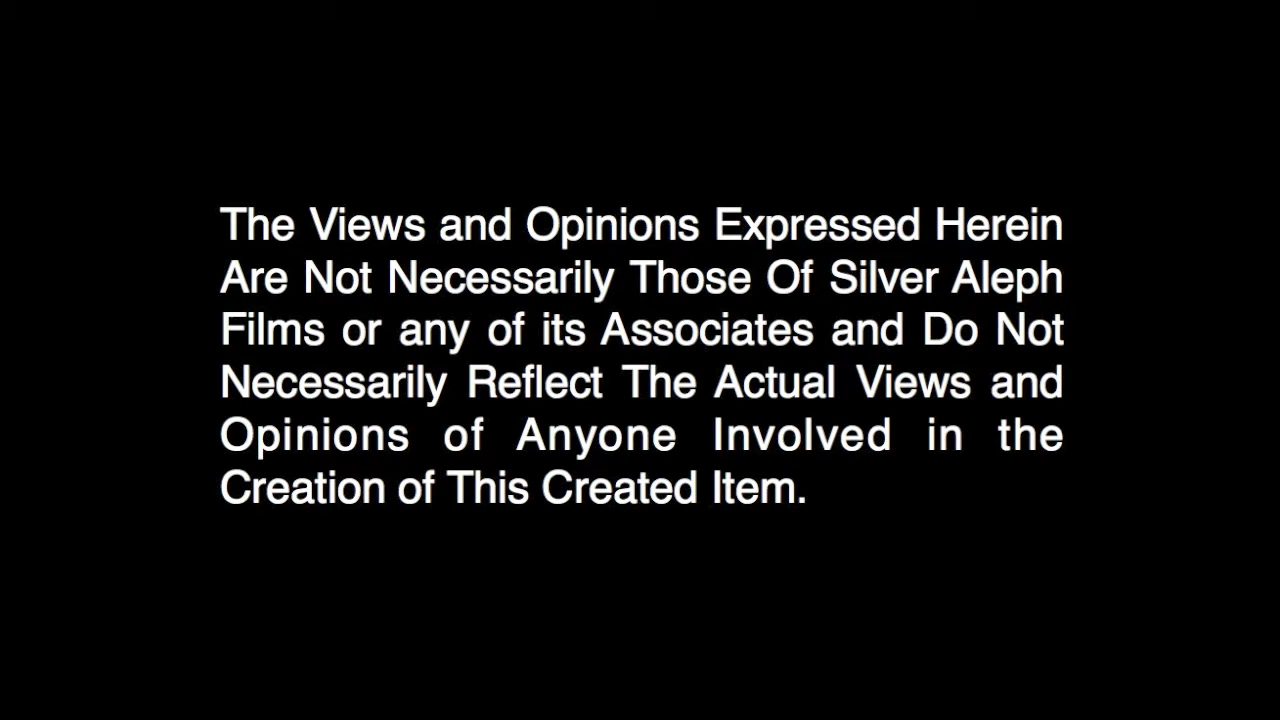 The Views and Opinions Expressed Herein
Are Not Necessarily Those Of Silver Aleph
Films or any of its Associates and Do Not
Necessarily Reflect The Actual Views and
Opinions of Anyone Involved in the
Creation of This Created Item.